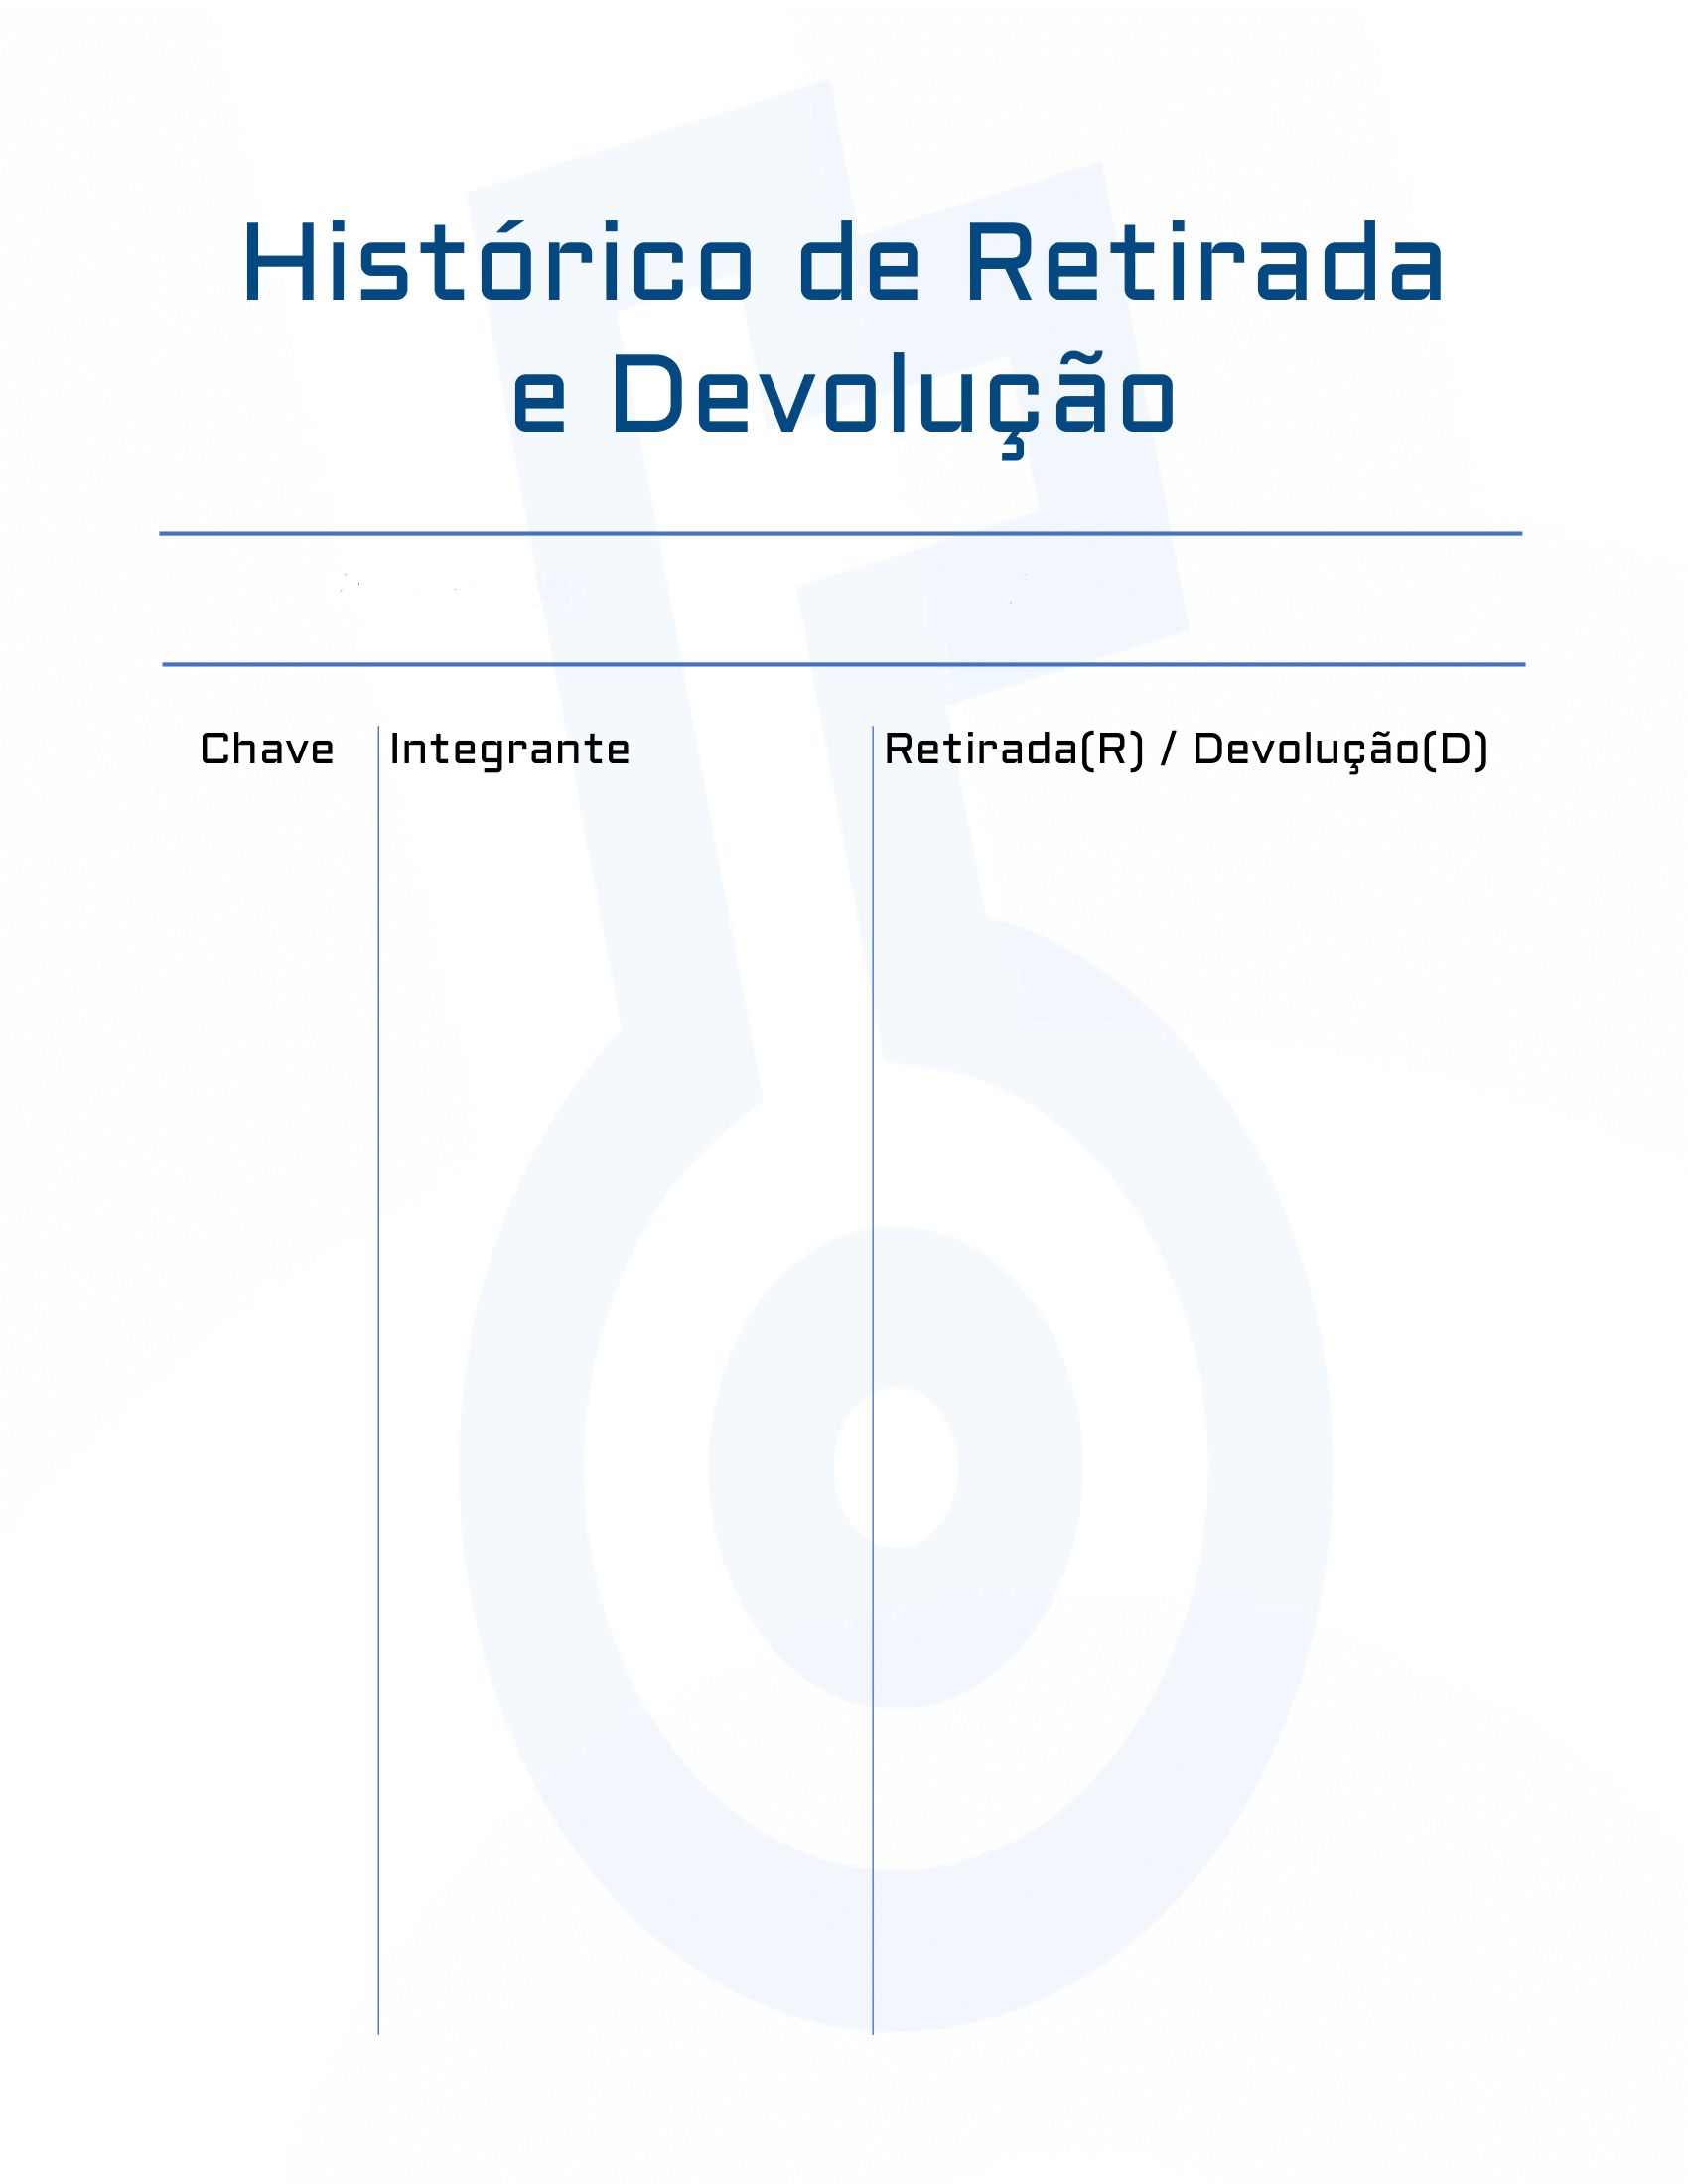 Histórico de Retirada
e Devolução
Chave Integrante Retirada(R) / Devolução(D)